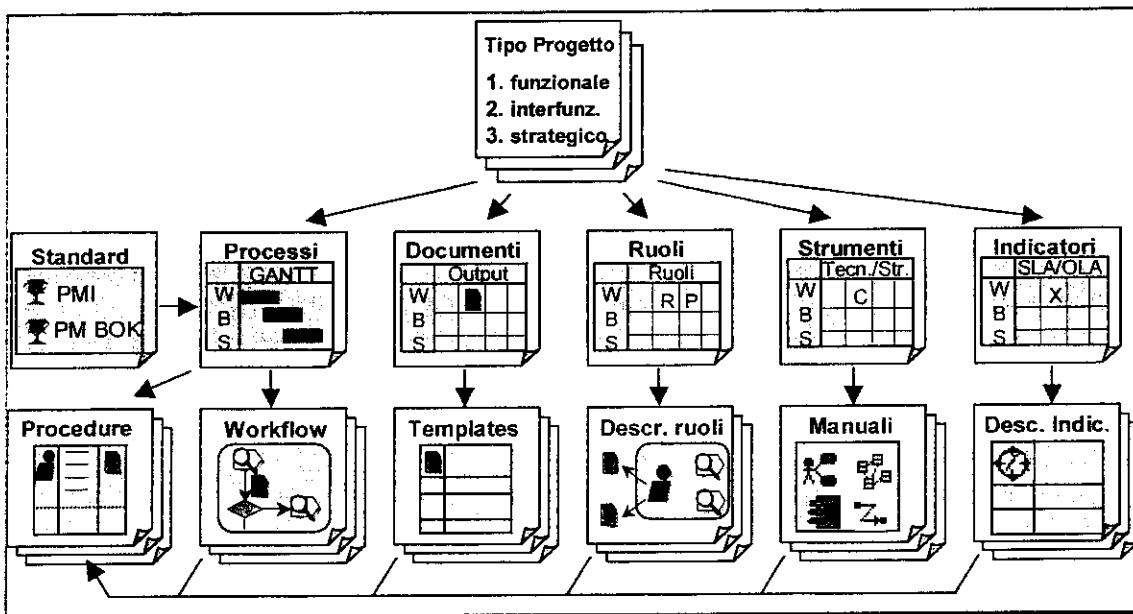 Tipo Progetto
1. funzionale
2. interfunz.
3. strategico
Standard
PMI
PM BOK
Processi
GANTT
W
B
S
Documenti
Output
W
B
S
Ruoli
Ruoli
W
R P
B
S
Strumenti
Tecn./Str.
W
C
B
S
Indicatori
SLA/OLA
W
X
B
S
Procedure
Workflow
Templates
Descr. ruoli
Manuali
Desc. Indic.